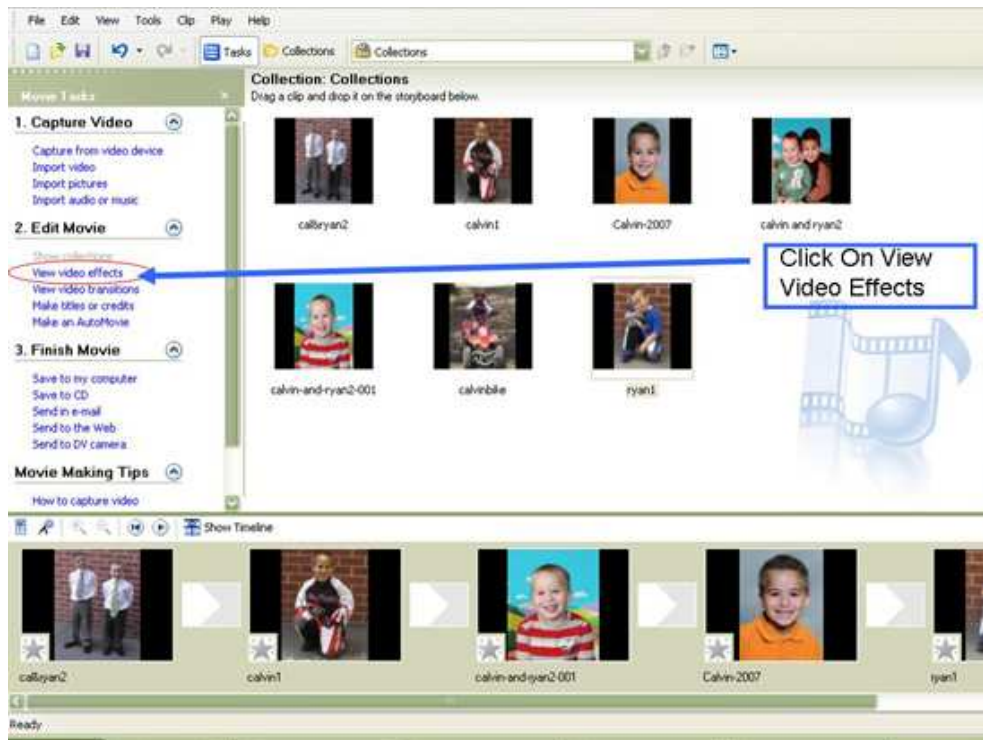 File Edit View Tools Clip Play Help
Tasks Collections Collections
Movie Tasks
Collection: Collections
Drag a clip and drop it on the storyboard below.
1. Capture Video
Capture from video device
Import video
Import pictures
Import audio or music
2. Edit Movie
Show collections
View video effects
View video transitions
Make titles or credits
Make an AutoMovie
3. Finish Movie
Save to my computer
Save to CD
Send in e-mail
Send to the Web
Send to DV camera
Movie Making Tips
How to capture video
calvin1
Calvin-2007
calvin and ryan2
Click On View
Video Effects
calvin-and-ryan2-001
calvinbike
ryan1
Show Timeline
calvin1
calvin-and-ryan2-001
Calvin-2007
ryan1
Ready